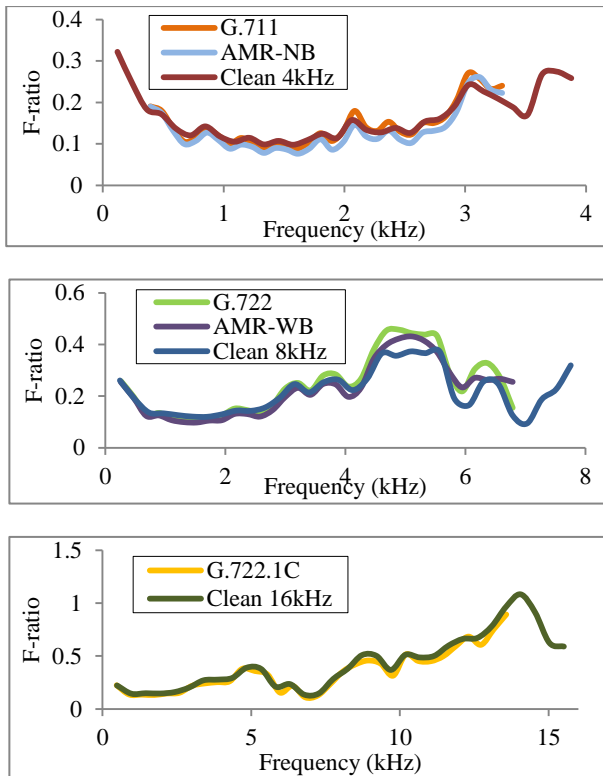 G.711
AMR-NB
Clean 4kHz
F-ratio
0.4
0.3
0.2
0.1
0
0 1 2 3 4
Frequency (kHz)
G.722
AMR-WB
Clean 8kHz
F-ratio
0.6
0.4
0.2
0
0 2 4 6 8
Frequency (kHz)
G.722.1C
Clean 16kHz
F-ratio
1.5
1
0.5
0
0 5 10 15
Frequency (kHz)